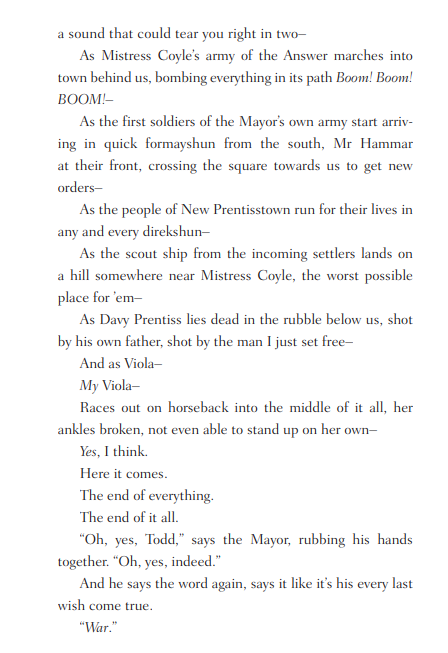 a sound that could tear you right in two–
As Mistress Coyle’s army of the Answer marches into
town behind us, bombing everything in its path Boom! Boom!
BOOM!–
As the first soldiers of the Mayor’s own army start arriv-
ing in quick formayshun from the south, Mr Hammar
at their front, crossing the square towards us to get new
orders–
As the people of New Prentisstown run for their lives in
any and every direkshun–
As the scout ship from the incoming settlers lands on
a hill somewhere near Mistress Coyle, the worst possible
place for ’em–
As Davy Prentiss lies dead in the rubble below us, shot
by his own father, shot by the man I just set free–
And as Viola–
My Viola–
Races out on horseback into the middle of it all, her
ankles broken, not even able to stand up on her own–
Yes, I think.
Here it comes.
The end of everything.
The end of it all.
“Oh, yes, Todd,” says the Mayor, rubbing his hands
together. “Oh, yes, indeed.”
And he says the word again, says it like it’s his every last
wish come true.
“War.”